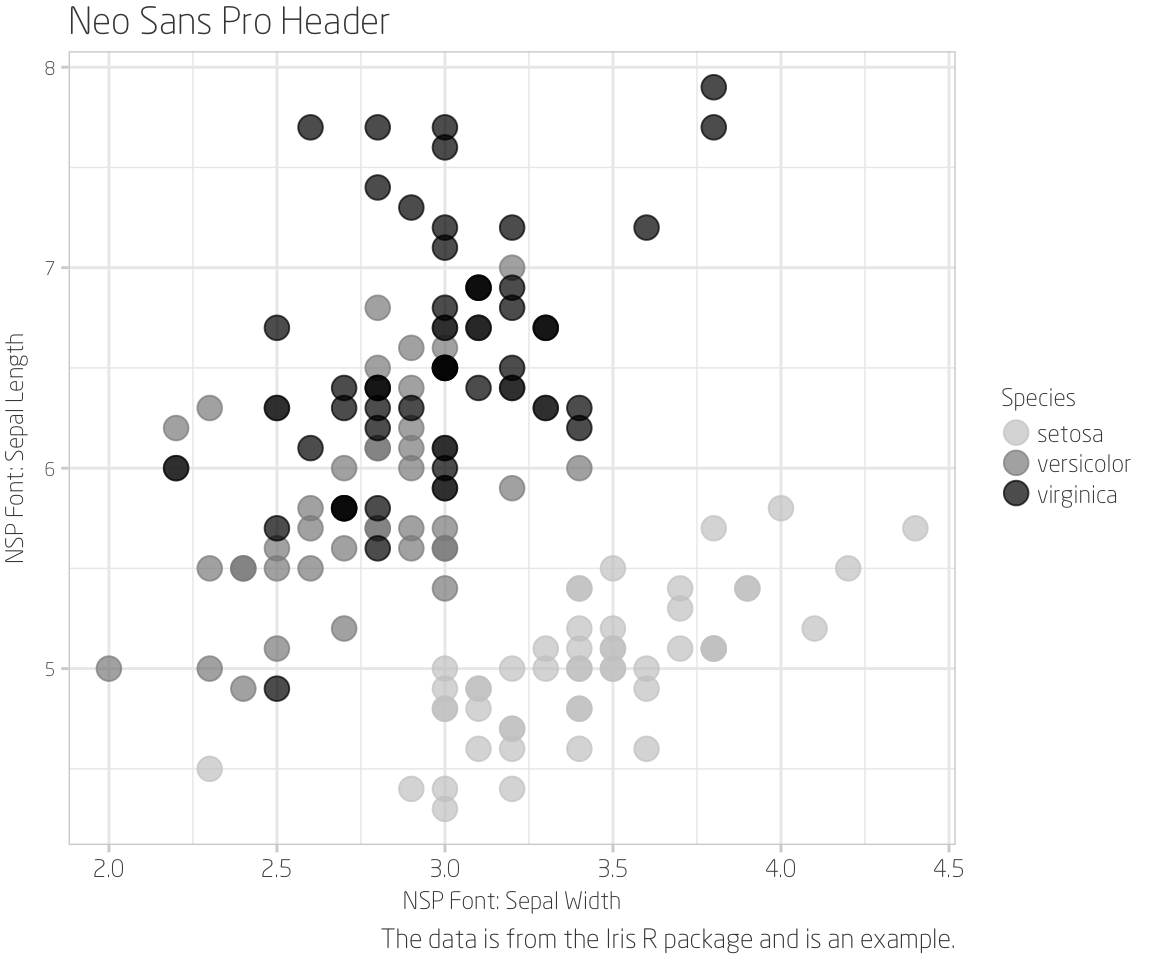 Neo Sans Pro Header
NSP Font: Sepal Length
8
7
6
5
2.0 2.5 3.0 3.5 4.0 4.5
NSP Font: Sepal Width
Species
setosa
versicolor
virginica
The data is from the Iris R package and is an example.